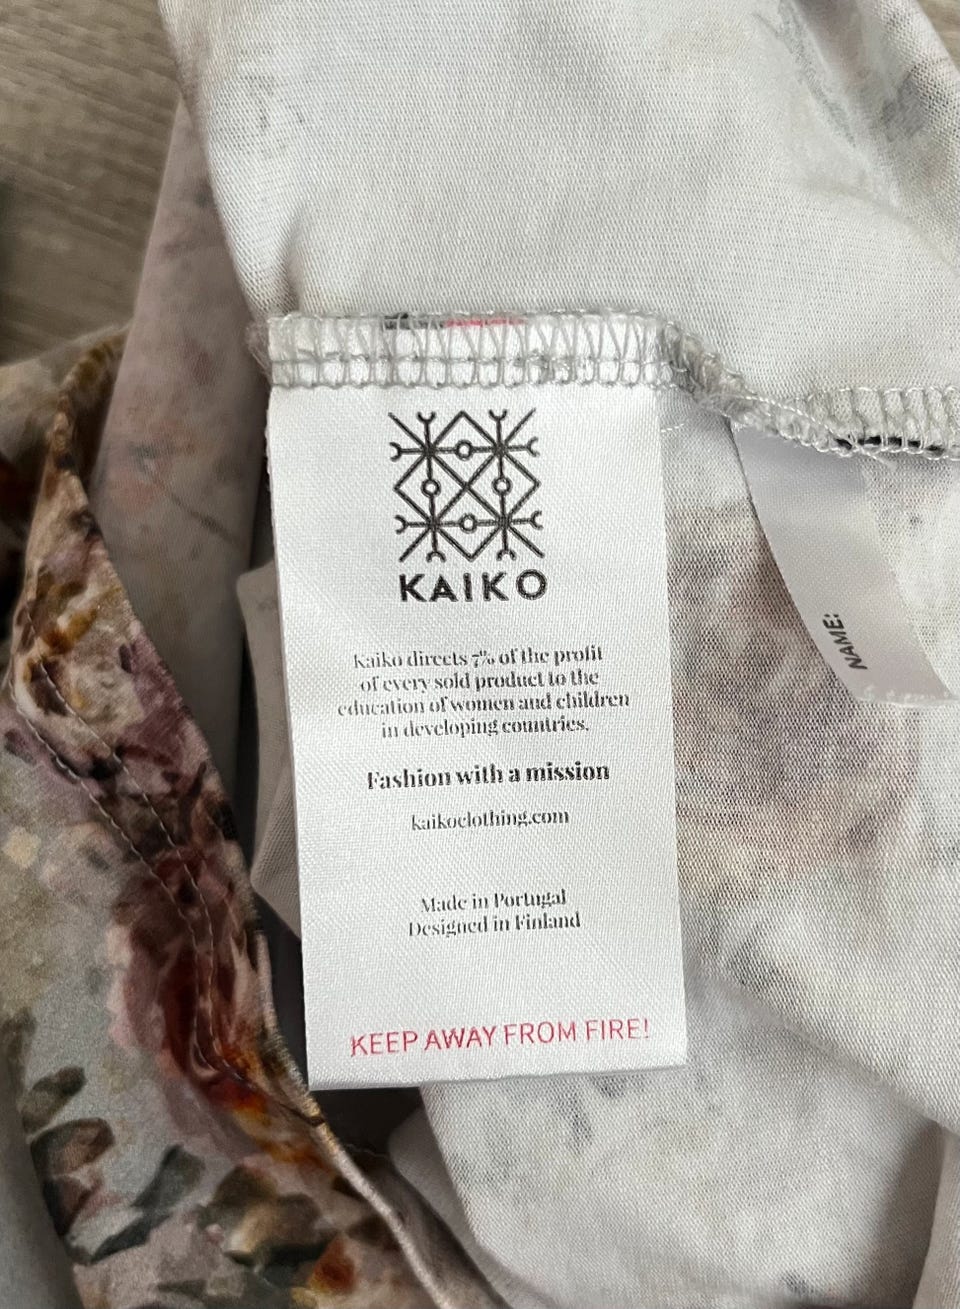 KAIKO
Kaiko directs 7% of the profit
of every sold product to the
education of women and children
in developing countries.
Fashion with a mission
kaikoclothing.com
Made in Portugal
Designed in Finland
KEEP AWAY FROM FIRE!
NAME: